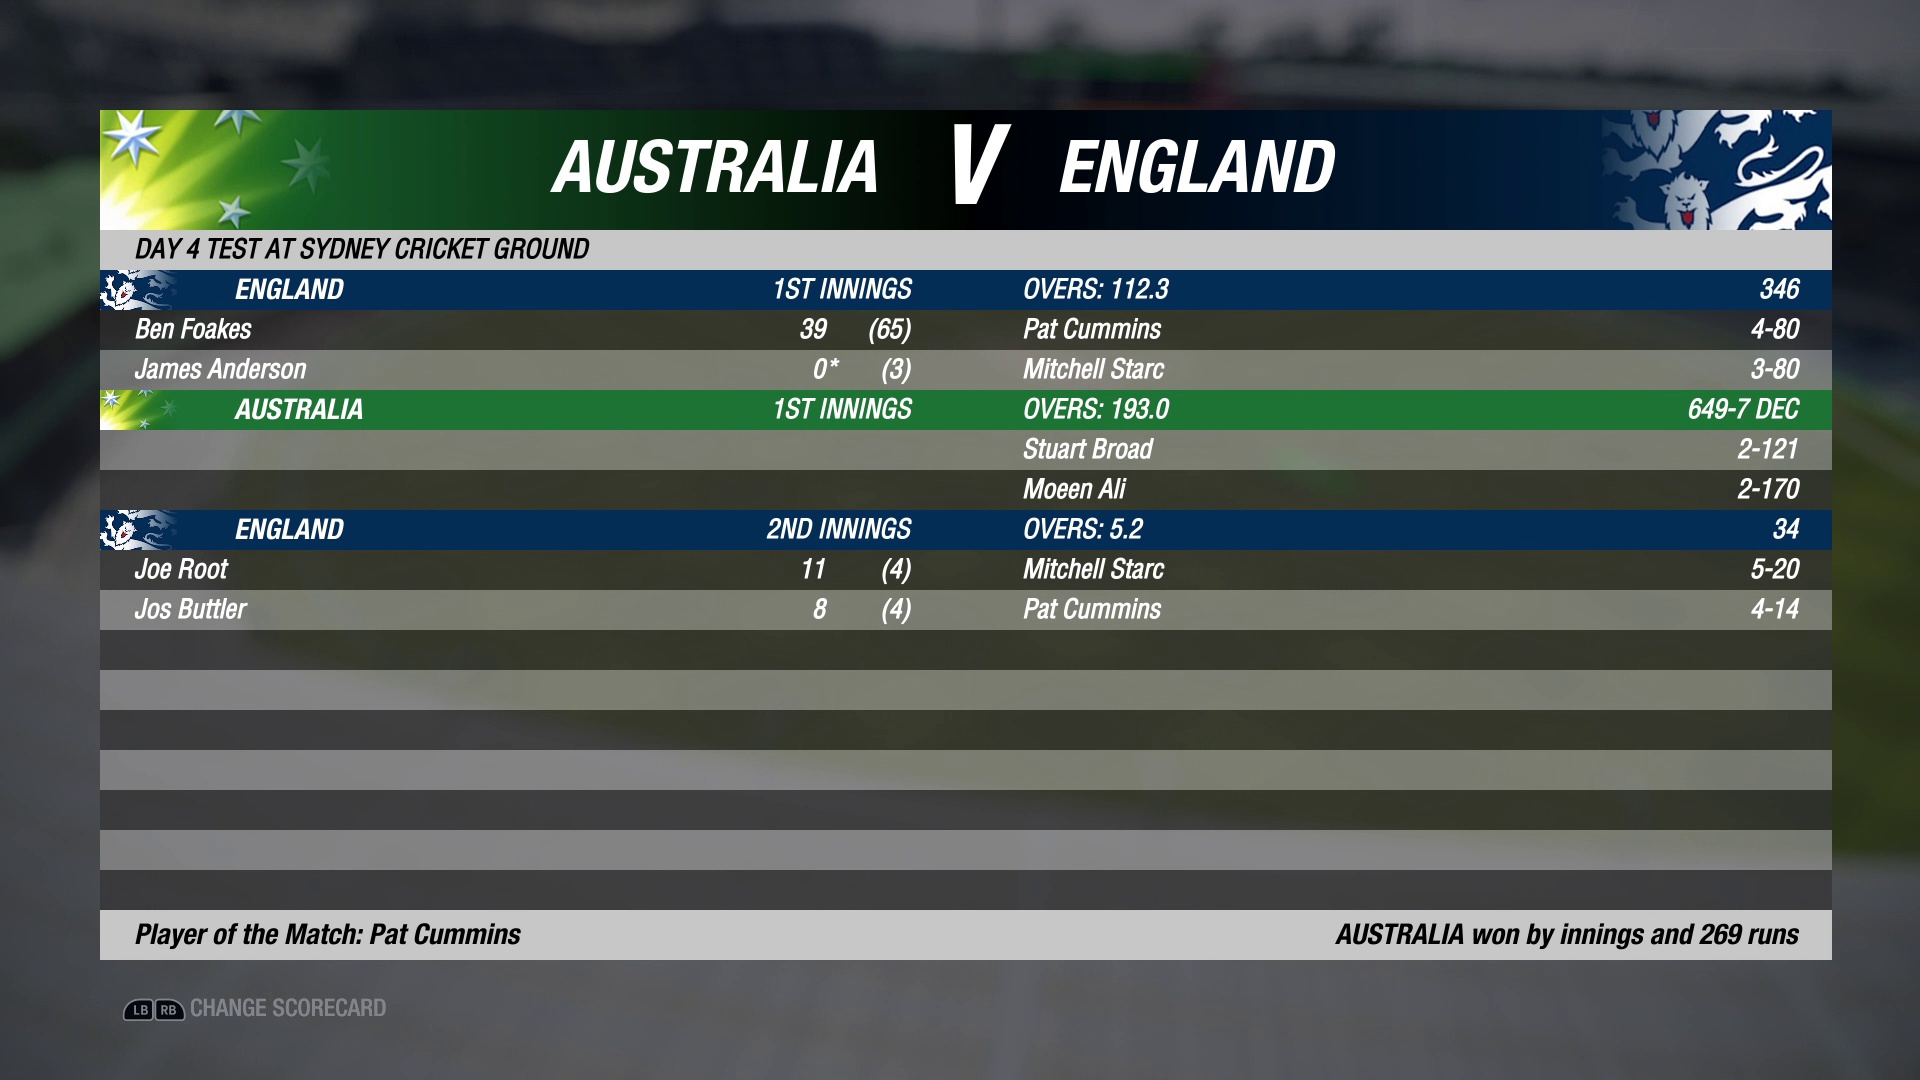 AUSTRALIA V ENGLAND
DAY 4 TEST AT SYDNEY CRICKET GROUND
ENGLAND 1ST INNINGS OVERS: 112.3 346
Ben Foakes 39 (65) Pat Cummins 4-80
James Anderson 0* (3) Mitchell Starc 3-80
AUSTRALIA 1ST INNINGS OVERS: 193.0 649-7 DEC
Stuart Broad 2-121
Moeen Ali 2-170
ENGLAND 2ND INNINGS OVERS: 5.2 34
Joe Root 11 (4) Mitchell Starc 5-20
Jos Buttler 8 (4) Pat Cummins 4-14
Player of the Match: Pat Cummins AUSTRALIA won by innings and 269 runs
LB RB CHANGE SCORECARD